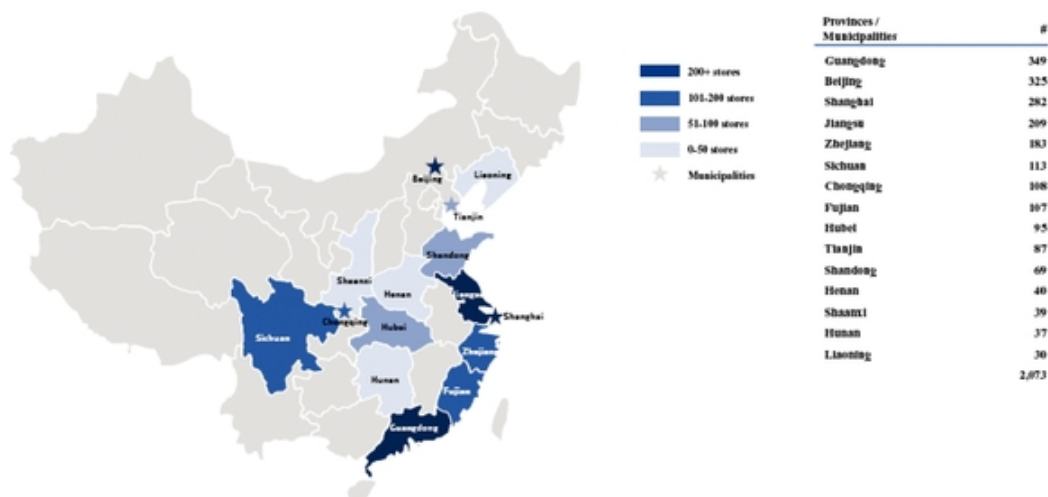 Provinces / Municipalities #
Guangdong 349
Beijing 325
Shanghai 282
Jiangsu 209
Zhejiang 183
Sichuan 113
Chongqing 108
Fujian 107
Hubei 95
Tianjin 87
Shandong 69
Henan 40
Shaanxi 39
Hunan 37
Liaoning 30
2,073
200+ stores
101-200 stores
51-100 stores
0-50 stores
Municipalities
Beijing
Liaoning
Tianjin
Shandong
Shaanxi
Henan
Jiangsu
Shanghai
Chongqing
Hubei
Sichuan
Zhejiang
Hunan
Fujian
Guangdong